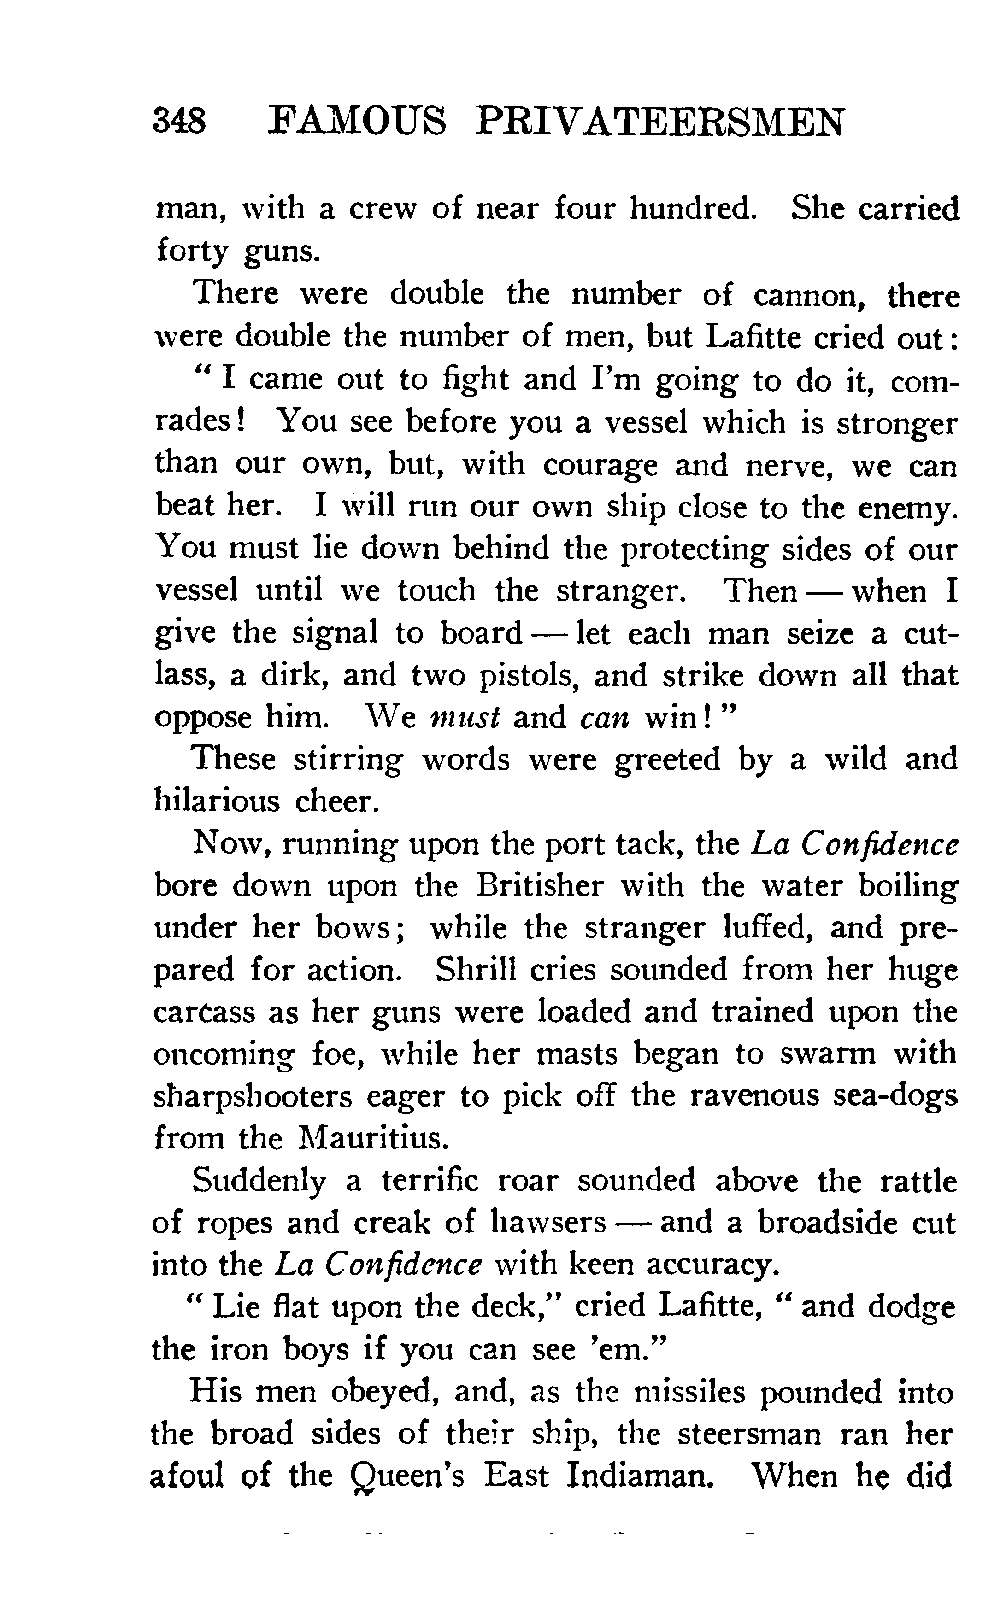 348 FAMOUS PRIVATEERSMEN
man, with a crew of near four hundred. She carried
forty guns.
There were double the number of cannon, there
were double the number of men, but Lafitte cried out :
“ I came out to fight and I’m going to do it, com-
rades! You see before you a vessel which is stronger
than our own, but, with courage and nerve, we can
beat her. I will run our own ship close to the enemy.
You must lie down behind the protecting sides of our
vessel until we touch the stranger. Then — when I
give the signal to board — let each man seize a cut-
lass, a dirk, and two pistols, and strike down all that
oppose him. We must and can win! ”
These stirring words were greeted by a wild and
hilarious cheer.
Now, running upon the port tack, the La Confidence
bore down upon the Britisher with the water boiling
under her bows; while the stranger luffed, and pre-
pared for action. Shrill cries sounded from her huge
carcass as her guns were loaded and trained upon the
oncoming foe, while her masts began to swarm with
sharpshooters eager to pick off the ravenous sea-dogs
from the Mauritius.
Suddenly a terrific roar sounded above the rattle
of ropes and creak of hawsers — and a broadside cut
into the La Confidence with keen accuracy.
“ Lie flat upon the deck,” cried Lafitte, “ and dodge
the iron boys if you can see ’em.”
His men obeyed, and, as the missiles pounded into
the broad sides of their ship, the steersman ran her
afoul of the Queen’s East Indiaman. When he did